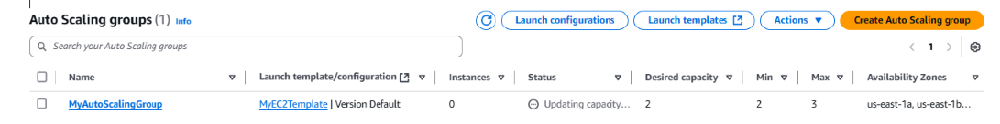 Auto Scaling groups (1) Info
Launch configurations
Launch templates
Actions
Create Auto Scaling group
Search your Auto Scaling groups
1
Name
Launch template/configuration
Instances
Status
Desired capacity
Min
Max
Availability Zones
MyAutoScalingGroup
MyEC2Template | Version Default
0
Updating capacity...
2
2
3
us-east-1a, us-east-1b...